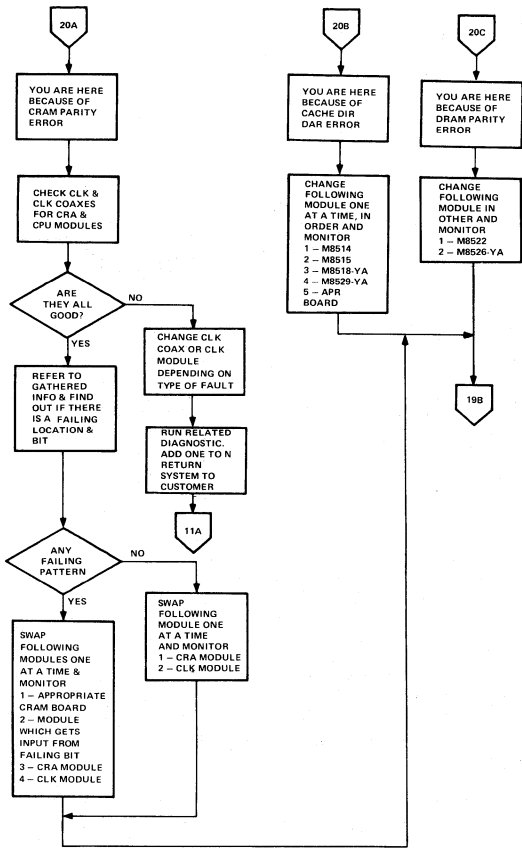 20A
YOU ARE HERE
BECAUSE OF
CRAM PARITY
ERROR
CHECK CLK &
CLK COAXES
FOR CRA &
CPU MODULES
ARE
THEY ALL
GOOD?
NO
YES
CHANGE CLK
COAX OR CLK
MODULE
DEPENDING ON
TYPE OF FAULT
RUN RELATED
DIAGNOSTIC.
ADD ONE TO N
RETURN
SYSTEM TO
CUSTOMER
11A
REFER TO
GATHERED
INFO & FIND
OUT IF THERE
IS A FAILING
LOCATION &
BIT
ANY
FAILING
PATTERN
NO
YES
SWAP
FOLLOWING
MODULE ONE
AT A TIME
AND MONITOR
1 – CRA MODULE
2 – CLK MODULE
SWAP
FOLLOWING
MODULES ONE
AT A TIME &
MONITOR
1 – APPROPRIATE
CRAM BOARD
2 – MODULE
WHICH GETS
INPUT FROM
FAILING BIT
3 – CRA MODULE
4 – CLK MODULE
20B
YOU ARE HERE
BECAUSE OF
CACHE DIR
DAR ERROR
CHANGE
FOLLOWING
MODULE ONE
AT A TIME, IN
ORDER AND
MONITOR
1 – M8514
2 – M8515
3 – M8518-YA
4 – M8529-YA
5 – APR
BOARD
20C
YOU ARE HERE
BECAUSE OF
DRAM PARITY
ERROR
CHANGE
FOLLOWING
MODULE IN
OTHER AND
MONITOR
1 – M8522
2 – M8526-YA
19B